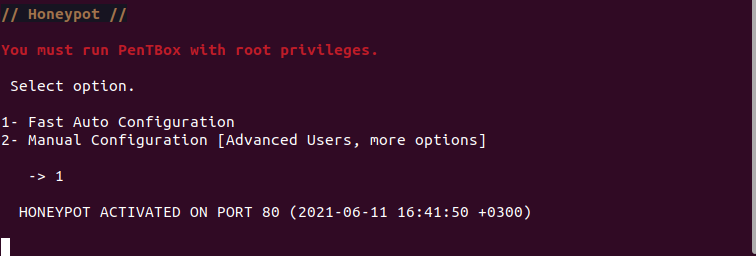 // Honeypot //
You must run PenTBox with root privileges.
Select option.
1- Fast Auto Configuration
2- Manual Configuration [Advanced Users, more options]
-> 1
HONEYPOT ACTIVATED ON PORT 80 (2021-06-11 16:41:50 +0300)